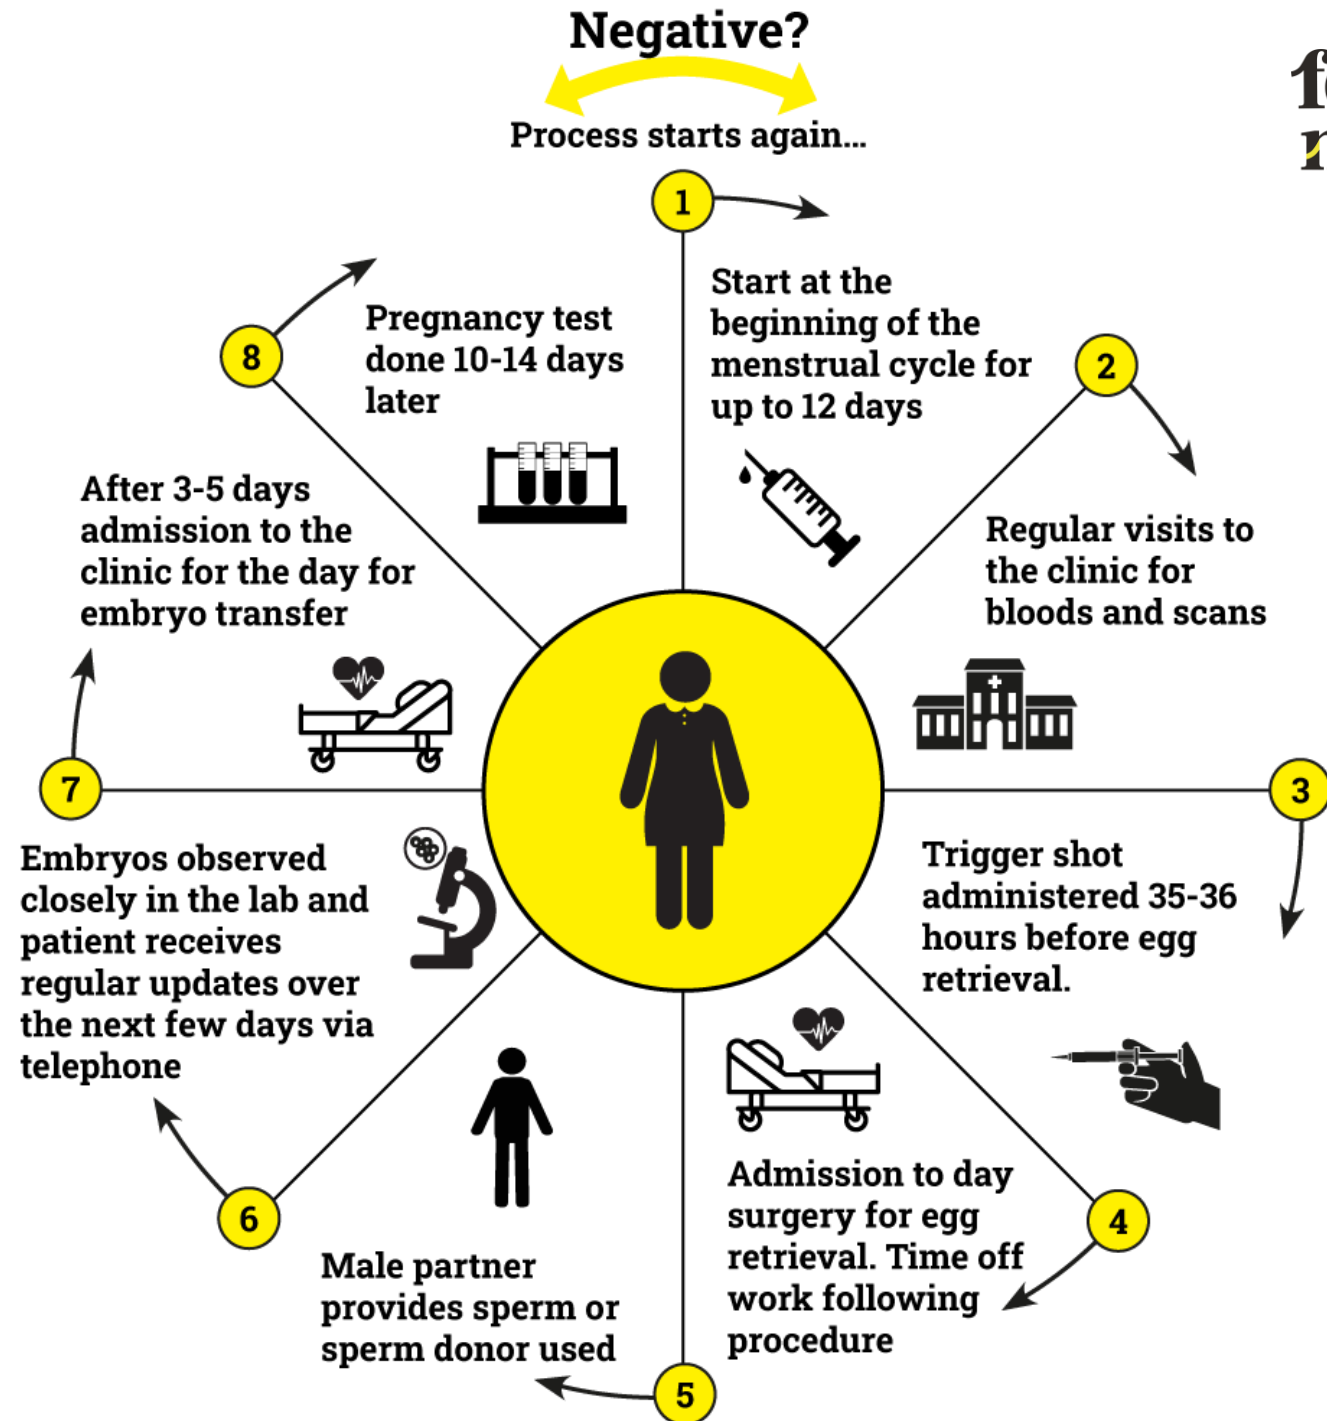 Negative?
Process starts again...
1
Start at the
beginning of the
menstrual cycle for
up to 12 days
2
Regular visits to
the clinic for
bloods and scans
3
Trigger shot
administered 35-36
hours before egg
retrieval.
4
Admission to day
surgery for egg
retrieval. Time off
work following
procedure
5
Male partner
provides sperm or
sperm donor used
6
Embryos observed
closely in the lab and
patient receives
regular updates over
the next few days via
telephone
7
After 3-5 days
admission to the
clinic for the day for
embryo transfer
8
Pregnancy test
done 10-14 days
later